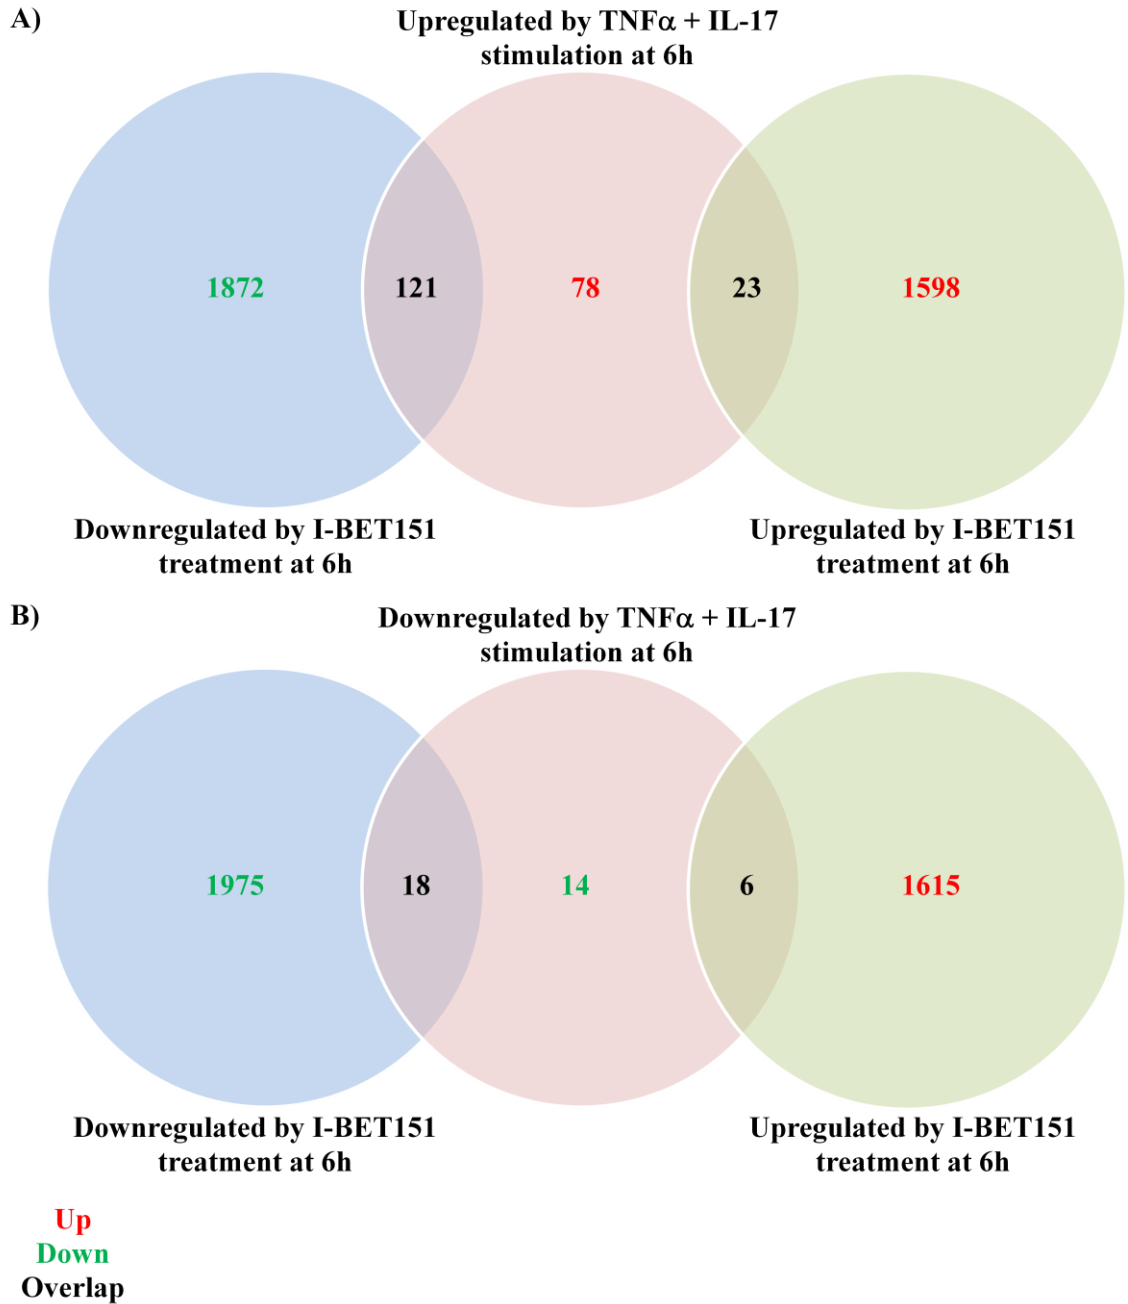 A)
Upregulated by TNFα + IL-17
stimulation at 6h
1872
121
78
23
1598
Downregulated by I-BET151
treatment at 6h
Upregulated by I-BET151
treatment at 6h
B)
Downregulated by TNFα + IL-17
stimulation at 6h
1975
18
14
6
1615
Downregulated by I-BET151
treatment at 6h
Upregulated by I-BET151
treatment at 6h
Up
Down
Overlap